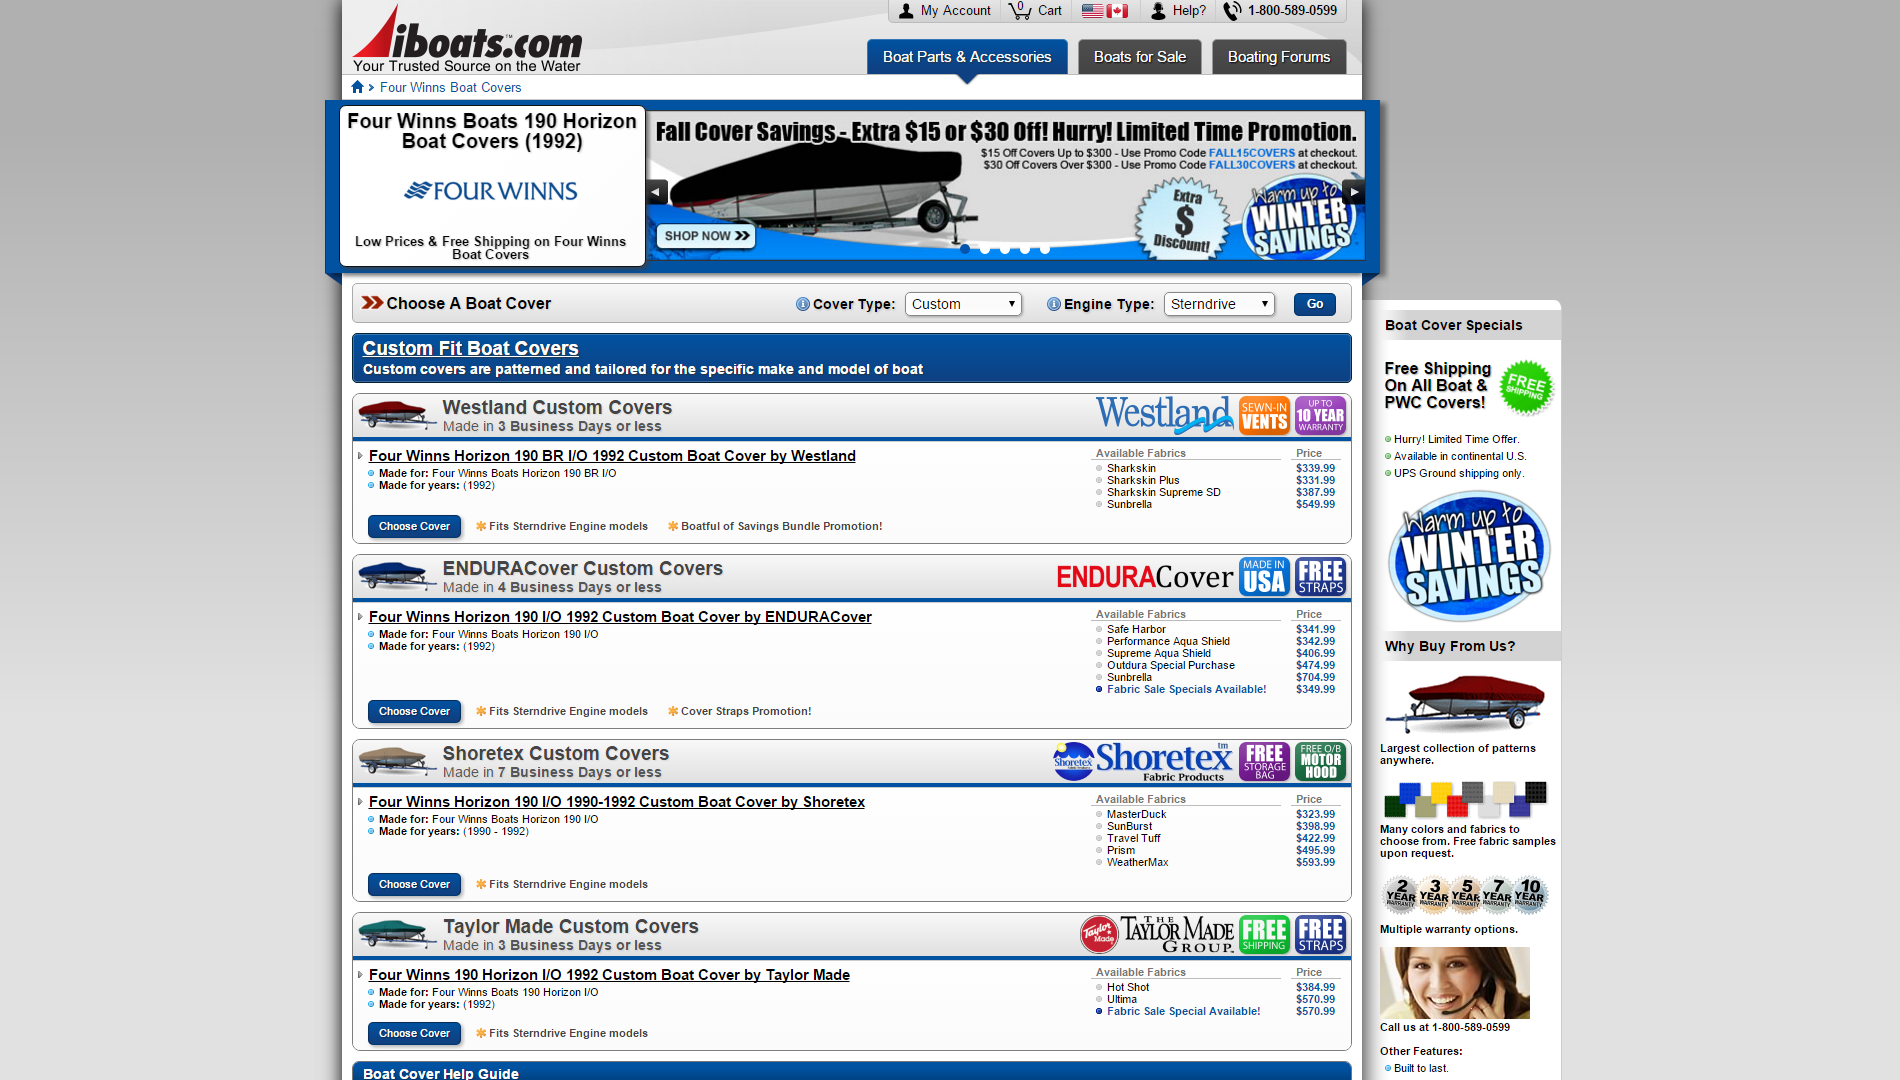 My Account
0
Cart
Help?
1-800-589-0599
iboats.com™
Your Trusted Source on the Water
Boat Parts & Accessories
Boats for Sale
Boating Forums
Four Winns Boat Covers
Four Winns Boats 190 Horizon
Boat Covers (1992)
FOUR WINNS
Low Prices & Free Shipping on Four Winns
Boat Covers
Fall Cover Savings - Extra $15 or $30 Off! Hurry! Limited Time Promotion.
$15 Off Covers Up to $300 - Use Promo Code FALL15COVERS at checkout.
$30 Off Covers Over $300 - Use Promo Code FALL30COVERS at checkout.
SHOP NOW
Extra
$
Discount!
Warm up to
WINTER
SAVINGS
Choose A Boat Cover
Cover Type:
Custom
Engine Type:
Sterndrive
Go
Custom Fit Boat Covers
Custom covers are patterned and tailored for the specific make and model of boat
Westland Custom Covers
Made in 3 Business Days or less
Westland
SEWN-IN
VENTS
UP TO
10 YEAR
WARRANTY
Four Winns Horizon 190 BR I/O 1992 Custom Boat Cover by Westland
Made for: Four Winns Boats Horizon 190 BR I/O
Made for years: (1992)
Available Fabrics Price
Sharkskin $339.99
Sharkskin Plus $331.99
Sharkskin Supreme SD $387.99
Sunbrella $549.99
Choose Cover
Fits Sterndrive Engine models
Boatful of Savings Bundle Promotion!
ENDURACover Custom Covers
Made in 4 Business Days or less
ENDURACover
MADE IN
USA
FREE
STRAPS
Four Winns Horizon 190 I/O 1992 Custom Boat Cover by ENDURACover
Made for: Four Winns Boats Horizon 190 I/O
Made for years: (1992)
Available Fabrics Price
Safe Harbor $341.99
Performance Aqua Shield $342.99
Supreme Aqua Shield $406.99
Outdura Special Purchase $474.99
Sunbrella $704.99
Fabric Sale Specials Available! $349.99
Choose Cover
Fits Sterndrive Engine models
Cover Straps Promotion!
Shoretex Custom Covers
Made in 7 Business Days or less
Shoretex
Shoretex™
Fabric Products
FREE
STORAGE
BAG
FREE O/B
MOTOR
HOOD
Four Winns Horizon 190 I/O 1990-1992 Custom Boat Cover by Shoretex
Made for: Four Winns Boats Horizon 190 I/O
Made for years: (1990 - 1992)
Available Fabrics Price
MasterDuck $323.99
SunBurst $398.99
Travel Tuff $422.99
Prism $495.99
WeatherMax $593.99
Choose Cover
Fits Sterndrive Engine models
Taylor Made Custom Covers
Made in 3 Business Days or less
Taylor
Made
THE
TAYLOR MADE
GROUP.
FREE
SHIPPING
FREE
STRAPS
Four Winns 190 Horizon I/O 1992 Custom Boat Cover by Taylor Made
Made for: Four Winns Boats 190 Horizon I/O
Made for years: (1992)
Available Fabrics Price
Hot Shot $384.99
Ultima $570.99
Fabric Sale Special Available! $570.99
Choose Cover
Fits Sterndrive Engine models
Boat Cover Help Guide
Boat Cover Specials
Free Shipping
On All Boat &
PWC Covers!
FREE
SHIPPING
Hurry! Limited Time Offer.
Available in continental U.S.
UPS Ground shipping only.
Warm up to
WINTER
SAVINGS
Why Buy From Us?
Largest collection of patterns
anywhere.
Many colors and fabrics to
choose from. Free fabric samples
upon request.
2 YEAR WARRANTY
3 YEAR WARRANTY
5 YEAR WARRANTY
7 YEAR WARRANTY
10 YEAR WARRANTY
Multiple warranty options.
Call us at 1-800-589-0599
Other Features:
Built to last.